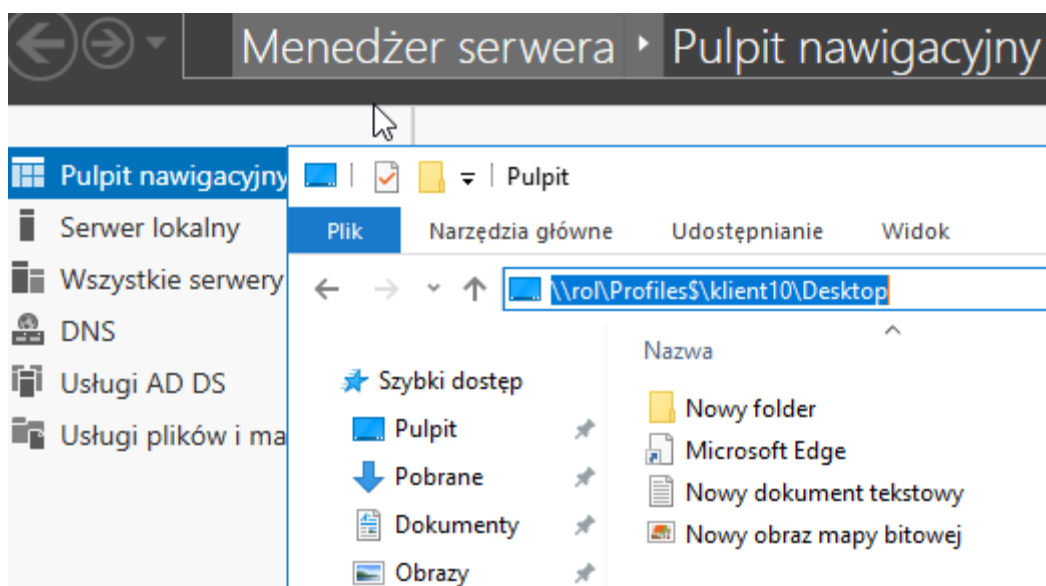 Menedżer serwera ‣ Pulpit nawigacyjny
Pulpit nawigacyjny
Serwer lokalny
Wszystkie serwery
DNS
Usługi AD DS
Usługi plików i ma
Pulpit
Plik Narzędzia główne Udostępnianie Widok
\\rol\Profiles$\klient10\Desktop
Szybki dostęp
Pulpit
Pobrane
Dokumenty
Obrazy
Nazwa
Nowy folder
Microsoft Edge
Nowy dokument tekstowy
Nowy obraz mapy bitowej